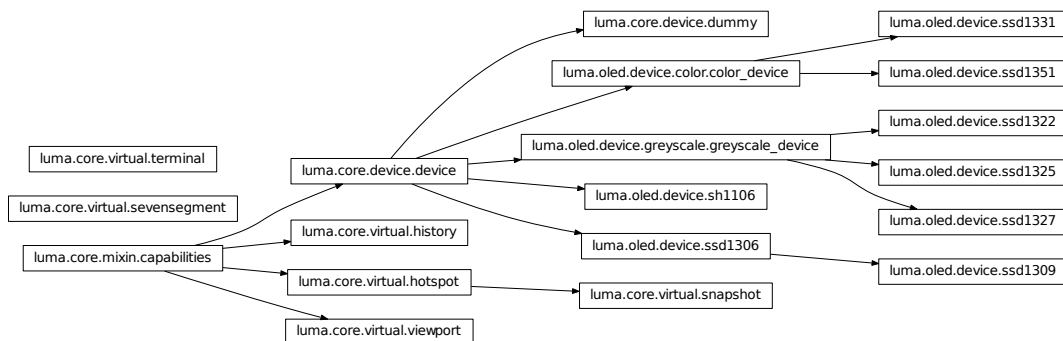 luma.core.device.dummy
luma.oled.device.ssd1331
luma.oled.device.color.color_device
luma.oled.device.ssd1351
luma.oled.device.ssd1322
luma.oled.device.greyscale.greyscale_device
luma.core.virtual.terminal
luma.core.device.device
luma.oled.device.ssd1325
luma.oled.device.sh1106
luma.core.virtual.sevensegment
luma.oled.device.ssd1327
luma.core.virtual.history
luma.oled.device.ssd1306
luma.core.mixin.capabilities
luma.oled.device.ssd1309
luma.core.virtual.hotspot
luma.core.virtual.snapshot
luma.core.virtual.viewport